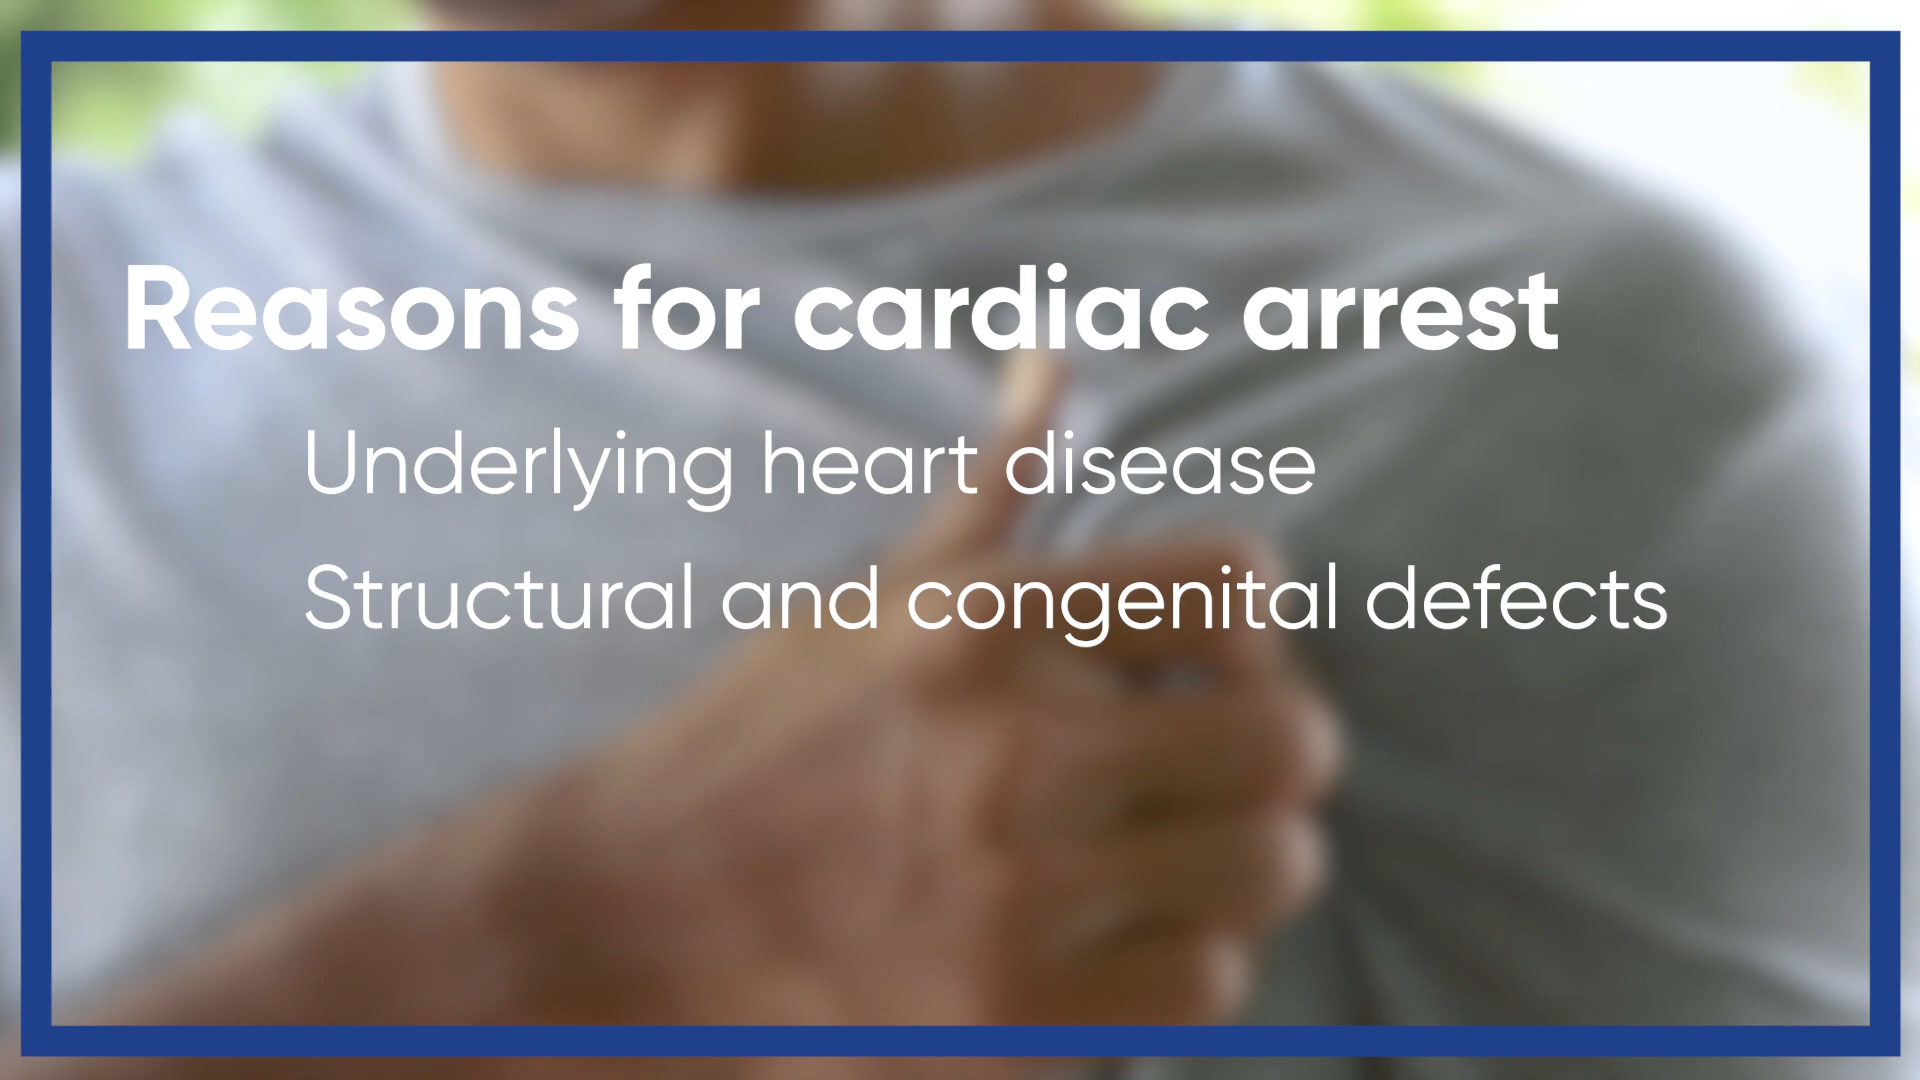 Reasons for cardiac arrest
Underlying heart disease
Structural and congenital defects